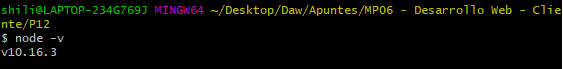 shili@LAPTOP-234G769J MINGW64 ~/Desktop/Daw/Apuntes/MP06 - Desarrollo Web - Clie
nte/P12
$ node -v
v10.16.3